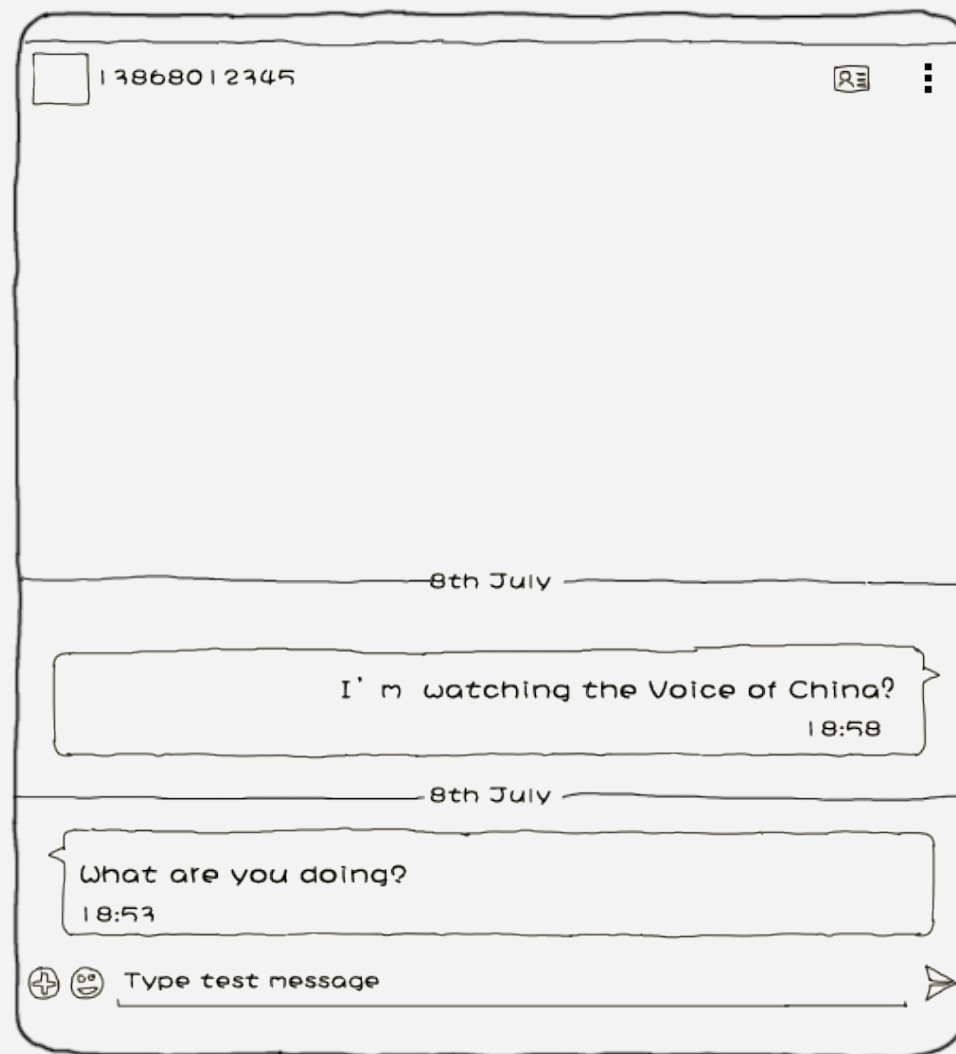 13868012345
8th July
I'm watching the Voice of China?
18:58
8th July
What are you doing?
18:53
Type test message